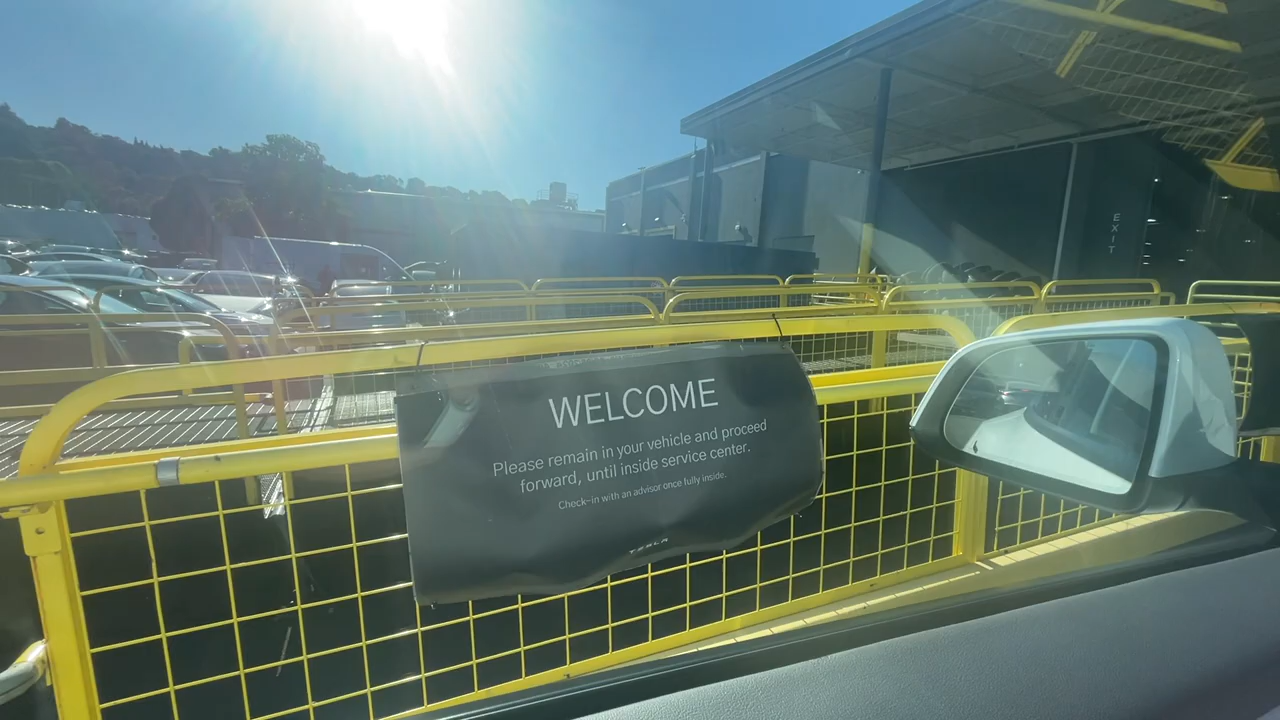 WELCOME
Please remain in your vehicle and proceed
forward, until inside service center.
Check-in with an advisor once fully inside.
TESLA
EXIT